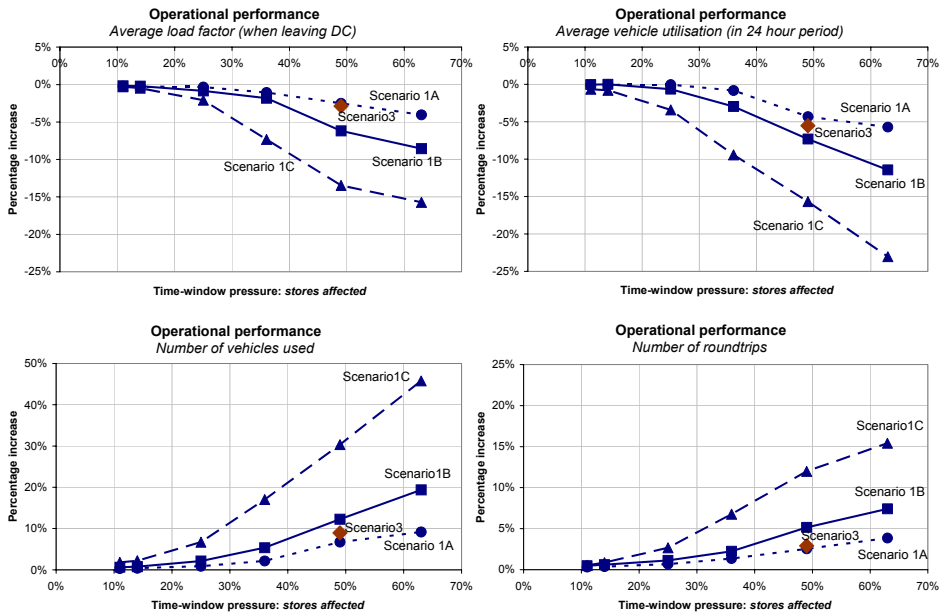 Operational performance
Average load factor (when leaving DC)
5%
0%
-5%
-10%
-15%
-20%
-25%
0% 10% 20% 30% 40% 50% 60% 70%
Percentage increase
Scenario 1A
Scenario3
Scenario 1B
Scenario 1C
Time-window pressure: stores affected
Operational performance
Average vehicle utilisation (in 24 hour period)
5%
0%
-5%
-10%
-15%
-20%
-25%
0% 10% 20% 30% 40% 50% 60% 70%
Percentage increase
Scenario 1A
Scenario3
Scenario 1B
Scenario 1C
Time-window pressure: stores affected
Operational performance
Number of vehicles used
50%
40%
30%
20%
10%
0%
Percentage increase
Scenario1C
Scenario1B
Scenario3
Scenario 1A
0% 10% 20% 30% 40% 50% 60% 70%
Time-window pressure: stores affected
Operational performance
Number of roundtrips
25%
20%
15%
10%
5%
0%
Percentage increase
Scenario1C
Scenario 1B
Scenario3
Scenario 1A
0% 10% 20% 30% 40% 50% 60% 70%
Time-window pressure: stores affected